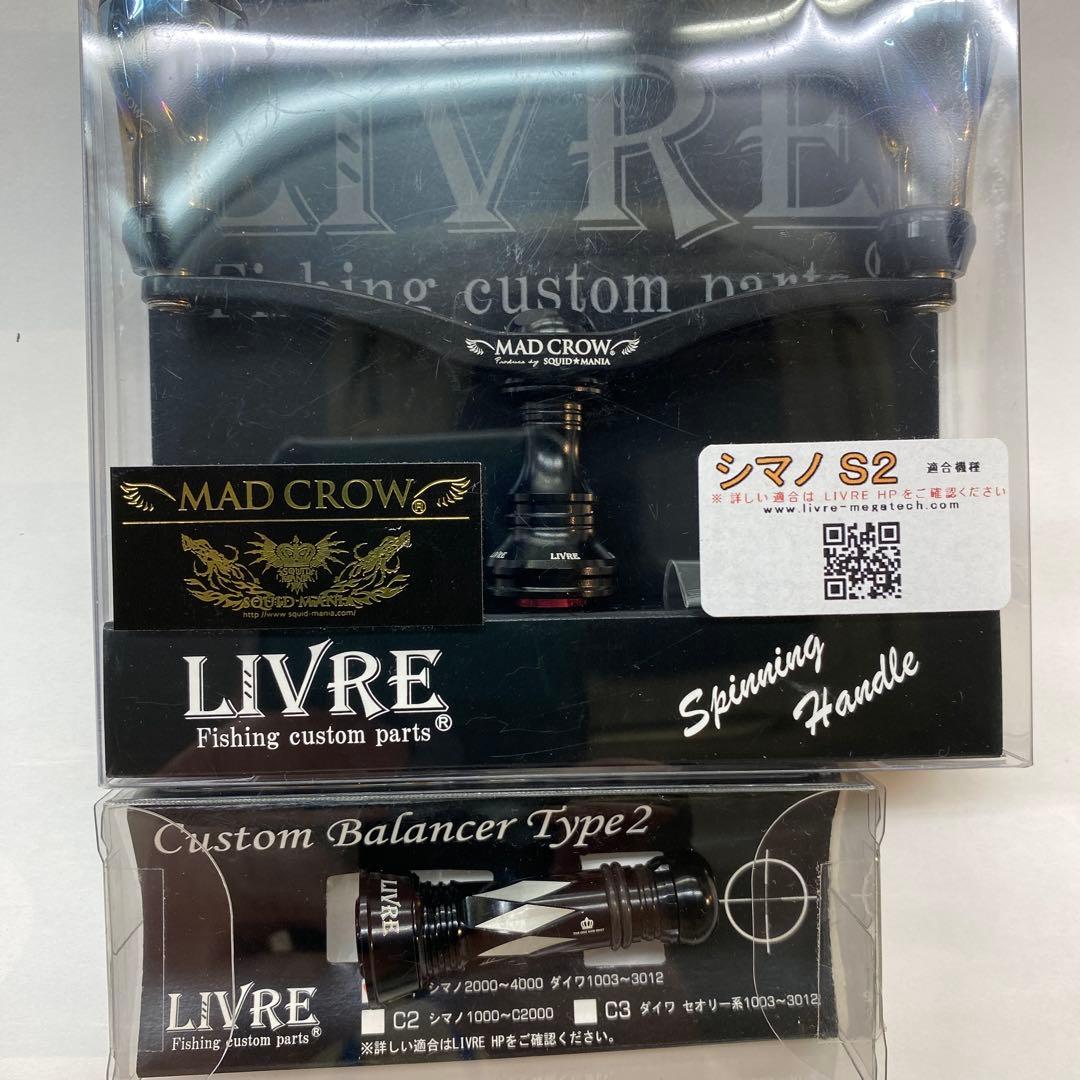 LIVRE
Fishing custom parts
MAD CROW®
Produce by SQUID★MANIA
LIVRE
シマノ S2 適合機種
※詳しい適合は LIVRE HPをご確認ください
www.livre-megatech.com
MAD CROW®
SQUID MANIA
SQUID-MANIA
http://www.squid-mania.com/
LIVRE®
Fishing custom parts
Spinning
Handle
Custom Balancer Type2
LIVRE
シマノ2000～4000 ダイワ1003～3012
C2 シマノ1000～C2000
C3 ダイワ セオリー系1003～3012
※詳しい適合はLIVRE HPをご確認ください。
LIVRE®
Fishing custom parts